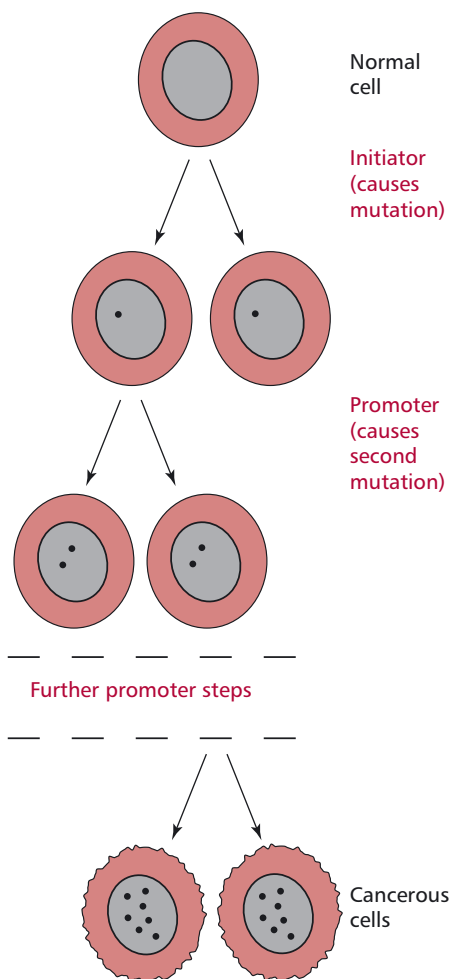 Normal
cell
Initiator
(causes
mutation)
Promoter
(causes
second
mutation)
Further promoter steps
Cancerous
cells